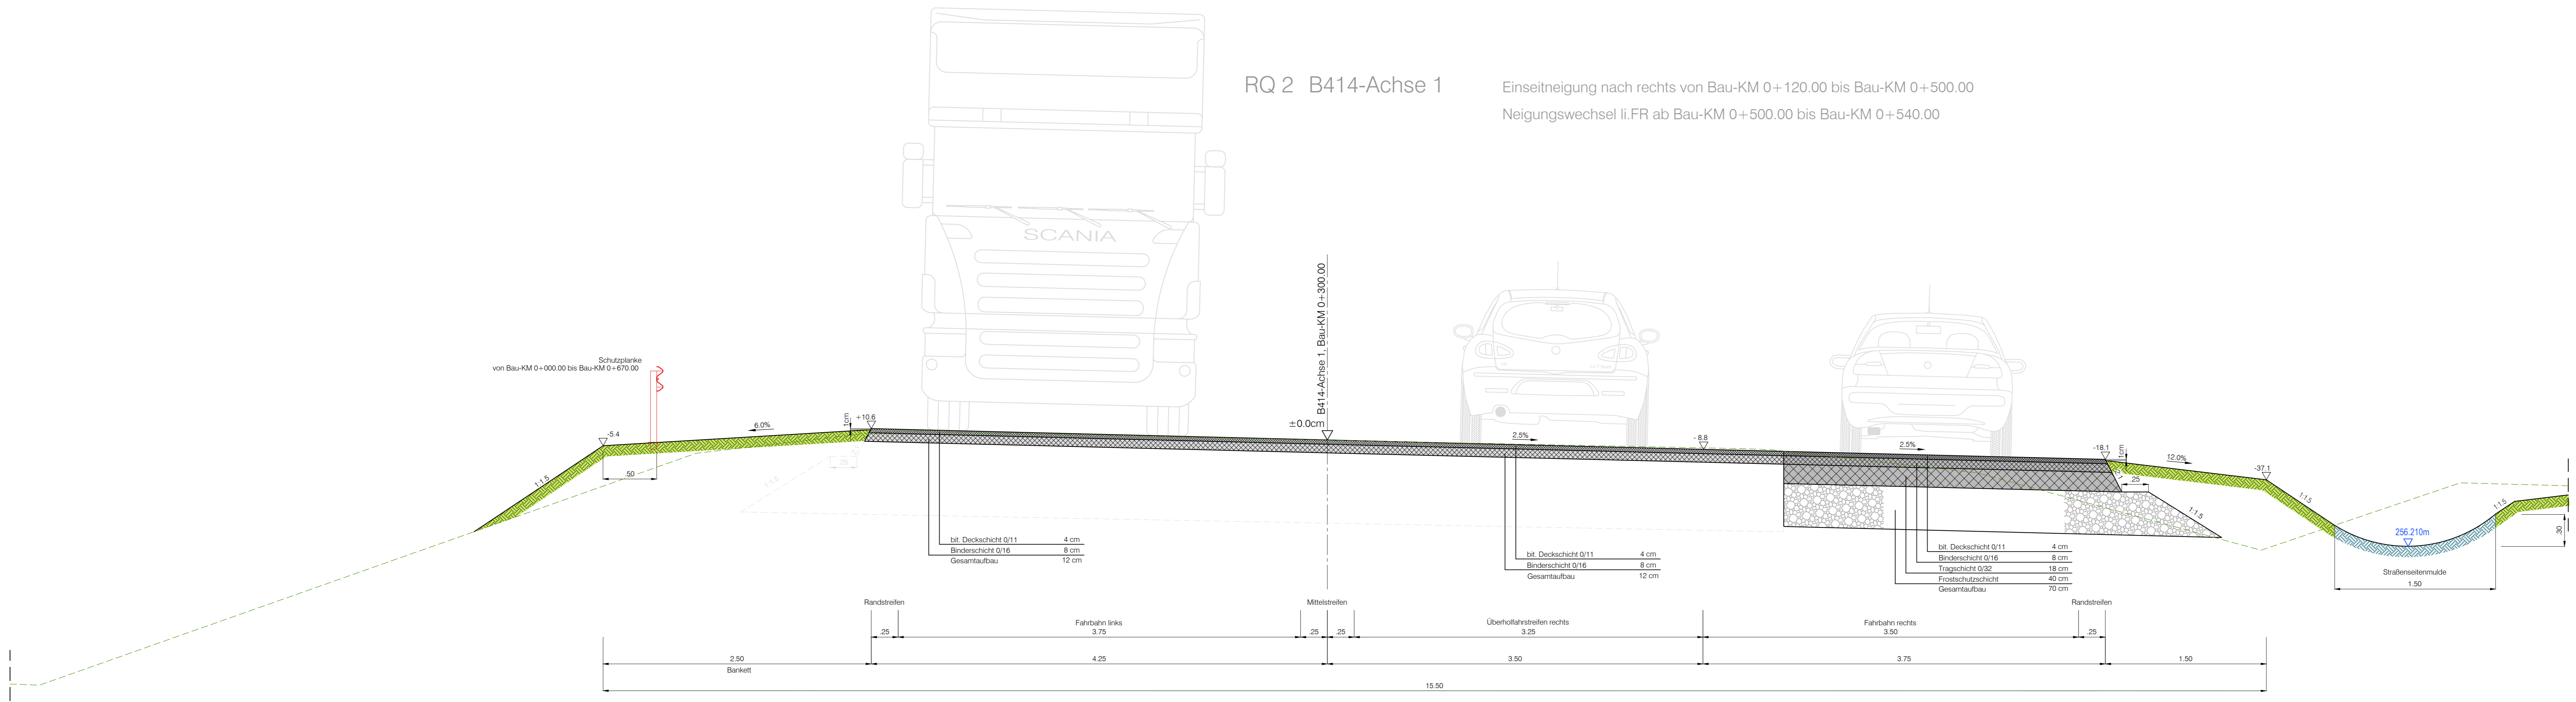 RQ 2 B414-Achse 1
Einseitneigung nach rechts von Bau-KM 0+120.00 bis Bau-KM 0+500.00
Neigungswechsel li.FR ab Bau-KM 0+500.00 bis Bau-KM 0+540.00
SCANIA
B414-Achse 1, Bau-KM 0+300.00
±0.0cm
Schutzplanke
von Bau-KM 0+000.00 bis Bau-KM 0+670.00
-5.4
6.0%
1cm
+10.6
.50
1:1.5
.25
1:1.5
2.5%
- 8.8
2.5%
-18.1
1cm
12.0%
-37.1
.25
1:1.5
1:1.5
1:1.5
256.210m
.30
Straßenseitenmulde
1.50
bit. Deckschicht 0/11 4 cm
Binderschicht 0/16 8 cm
Gesamtaufbau 12 cm
bit. Deckschicht 0/11 4 cm
Binderschicht 0/16 8 cm
Gesamtaufbau 12 cm
bit. Deckschicht 0/11 4 cm
Binderschicht 0/16 8 cm
Tragschicht 0/32 18 cm
Frostschutzschicht 40 cm
Gesamtaufbau 70 cm
Randstreifen
Mittelstreifen
Randstreifen
Fahrbahn links
Überholfahrstreifen rechts
Fahrbahn rechts
.25 3.75 .25 .25 3.25 3.50 .25
2.50 4.25 3.50 3.75 1.50
Bankett
15.50